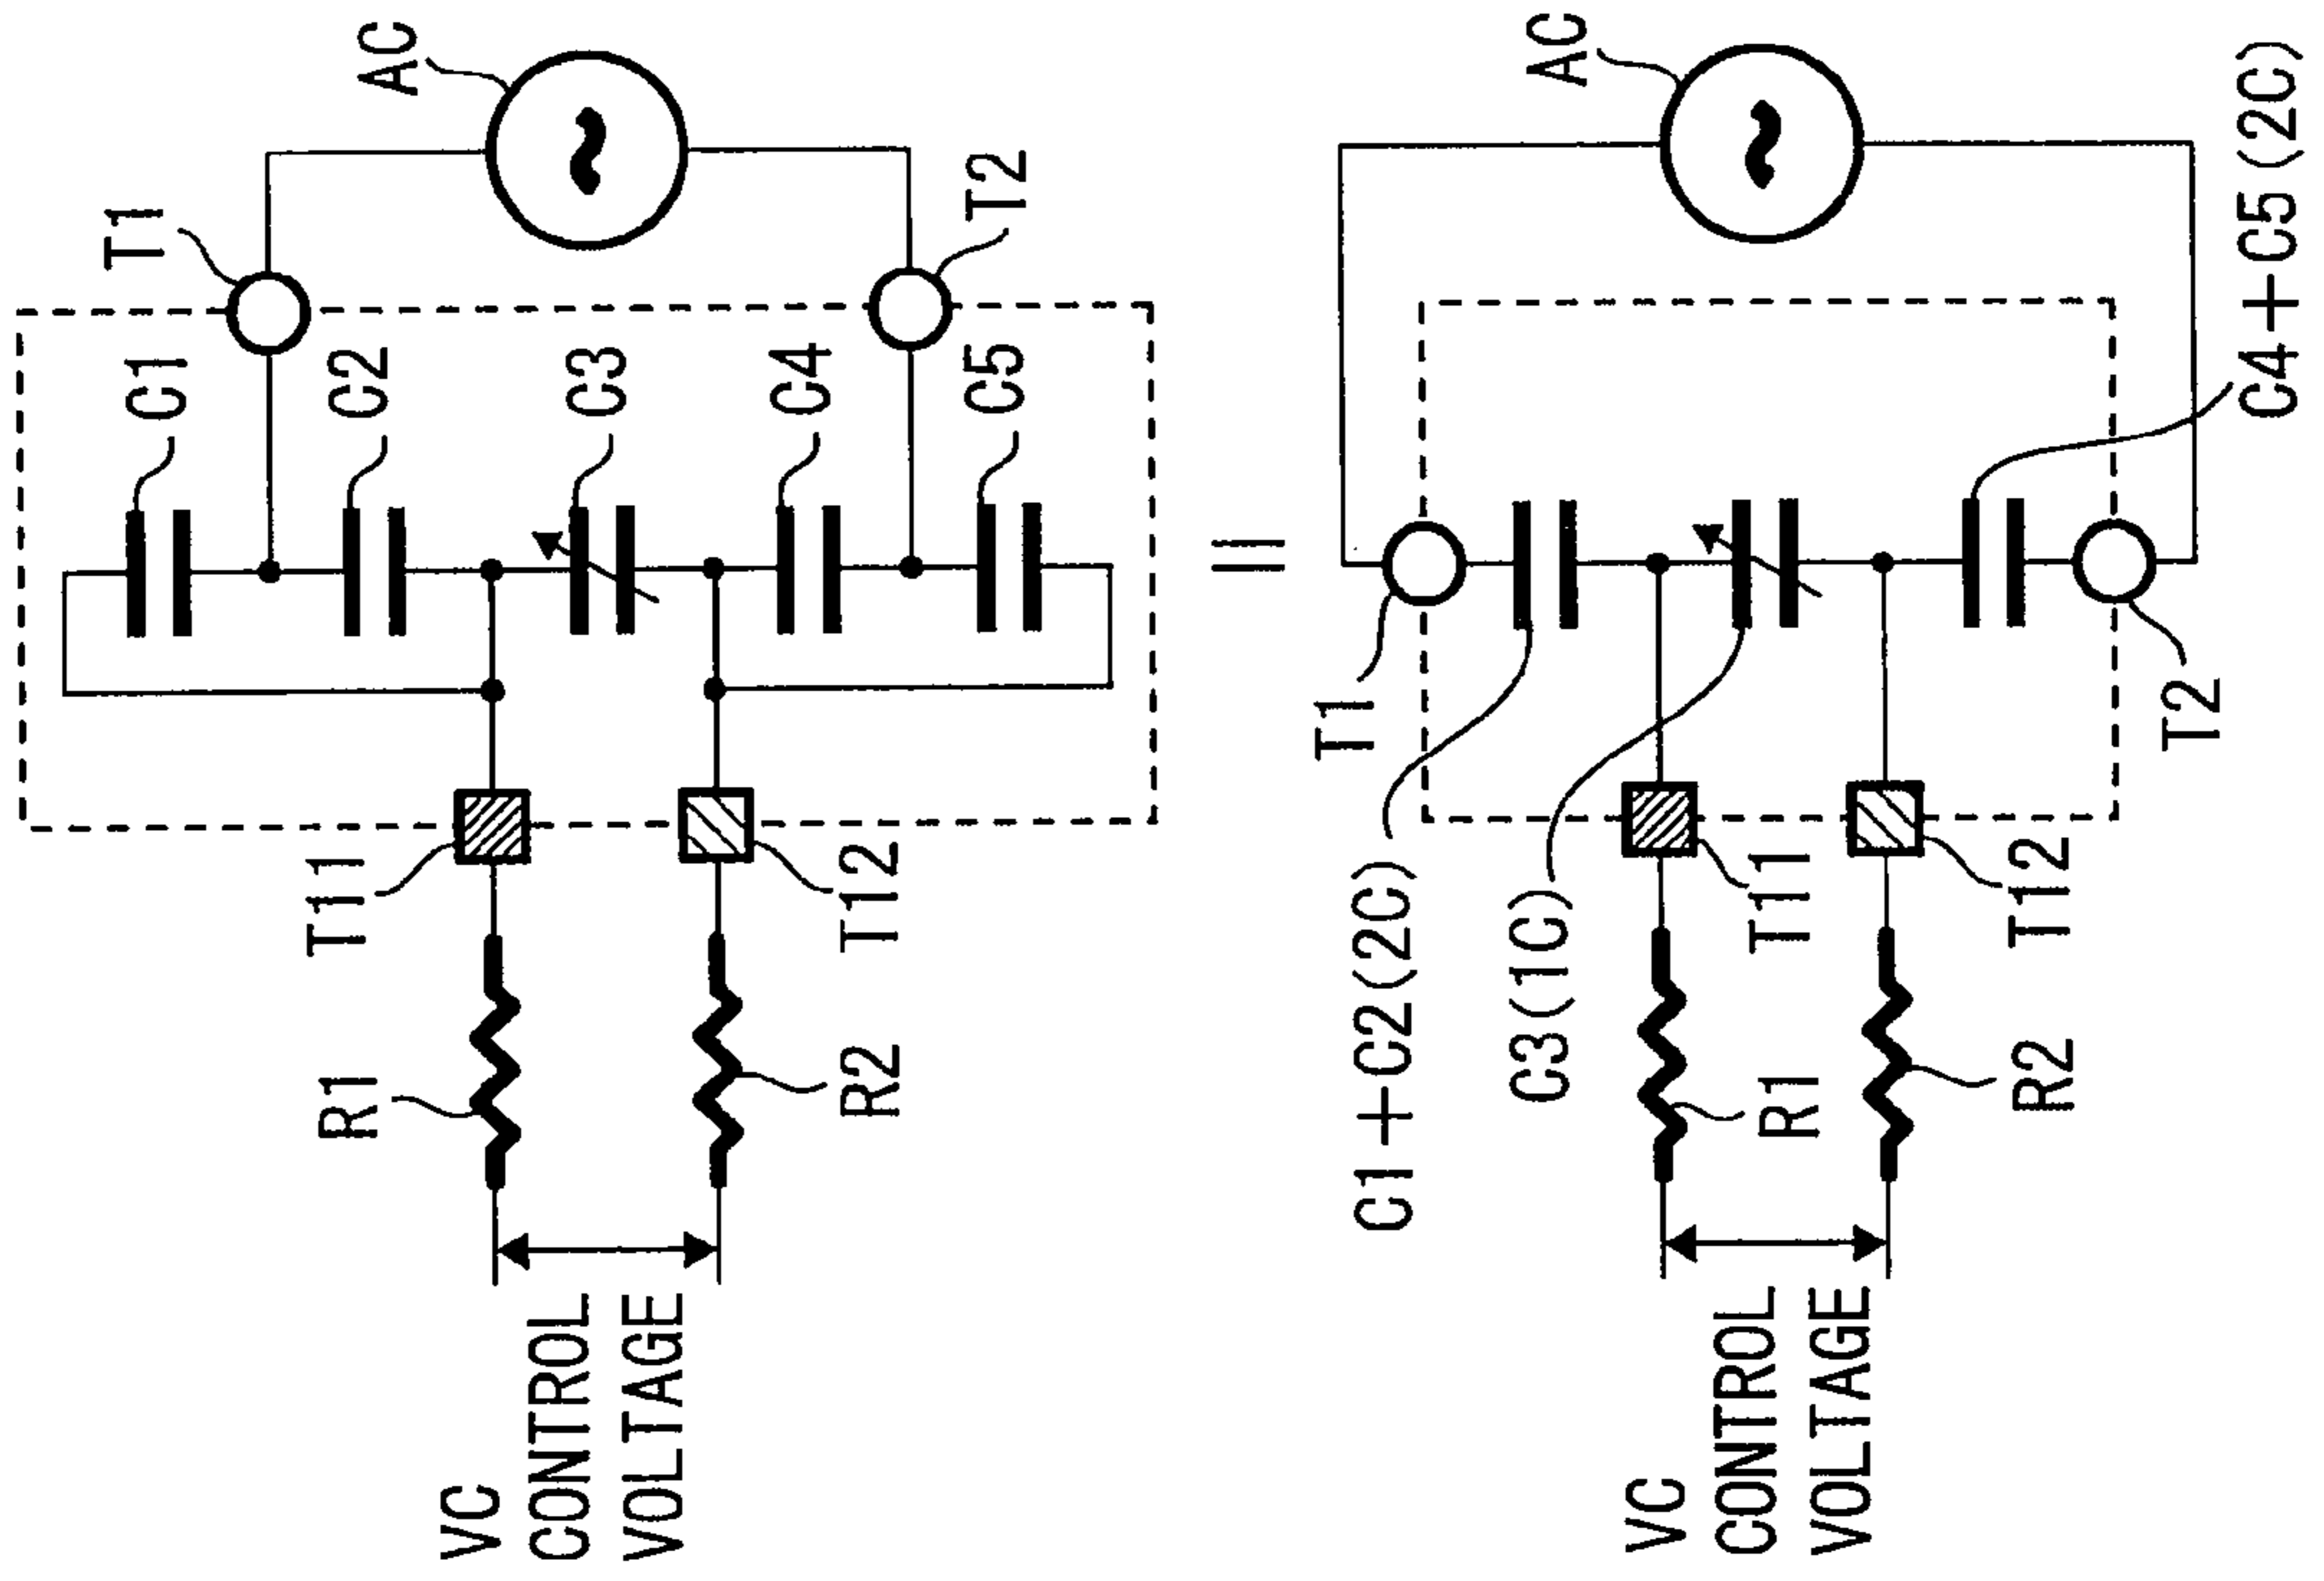 AC
T1
T2
C1
C2
C3
C4
C5
T11
T12
R1
R2
VC
CONTROL
VOLTAGE
=
AC
C4+C5(2C)
T1
T2
C1+C2(2C)
C3(1C)
T11
T12
R1
R2
VC
CONTROL
VOLTAGE